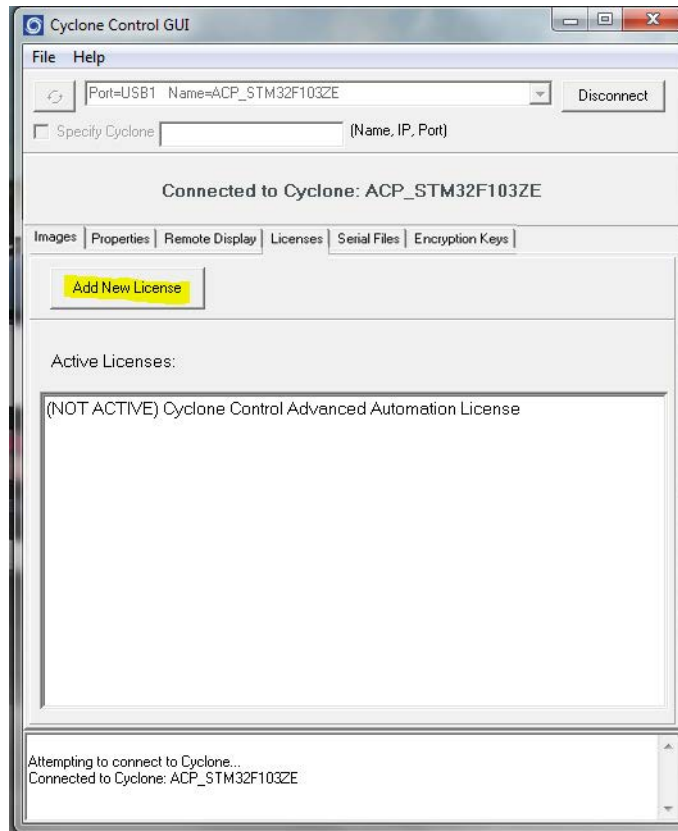 Cyclone Control GUI
File Help
Port=USB1 Name=ACP_STM32F103ZE Disconnect
Specify Cyclone (Name, IP, Port)
Connected to Cyclone: ACP_STM32F103ZE
Images Properties Remote Display Licenses Serial Files Encryption Keys
Add New License
Active Licenses:
(NOT ACTIVE) Cyclone Control Advanced Automation License
Attempting to connect to Cyclone...
Connected to Cyclone: ACP_STM32F103ZE